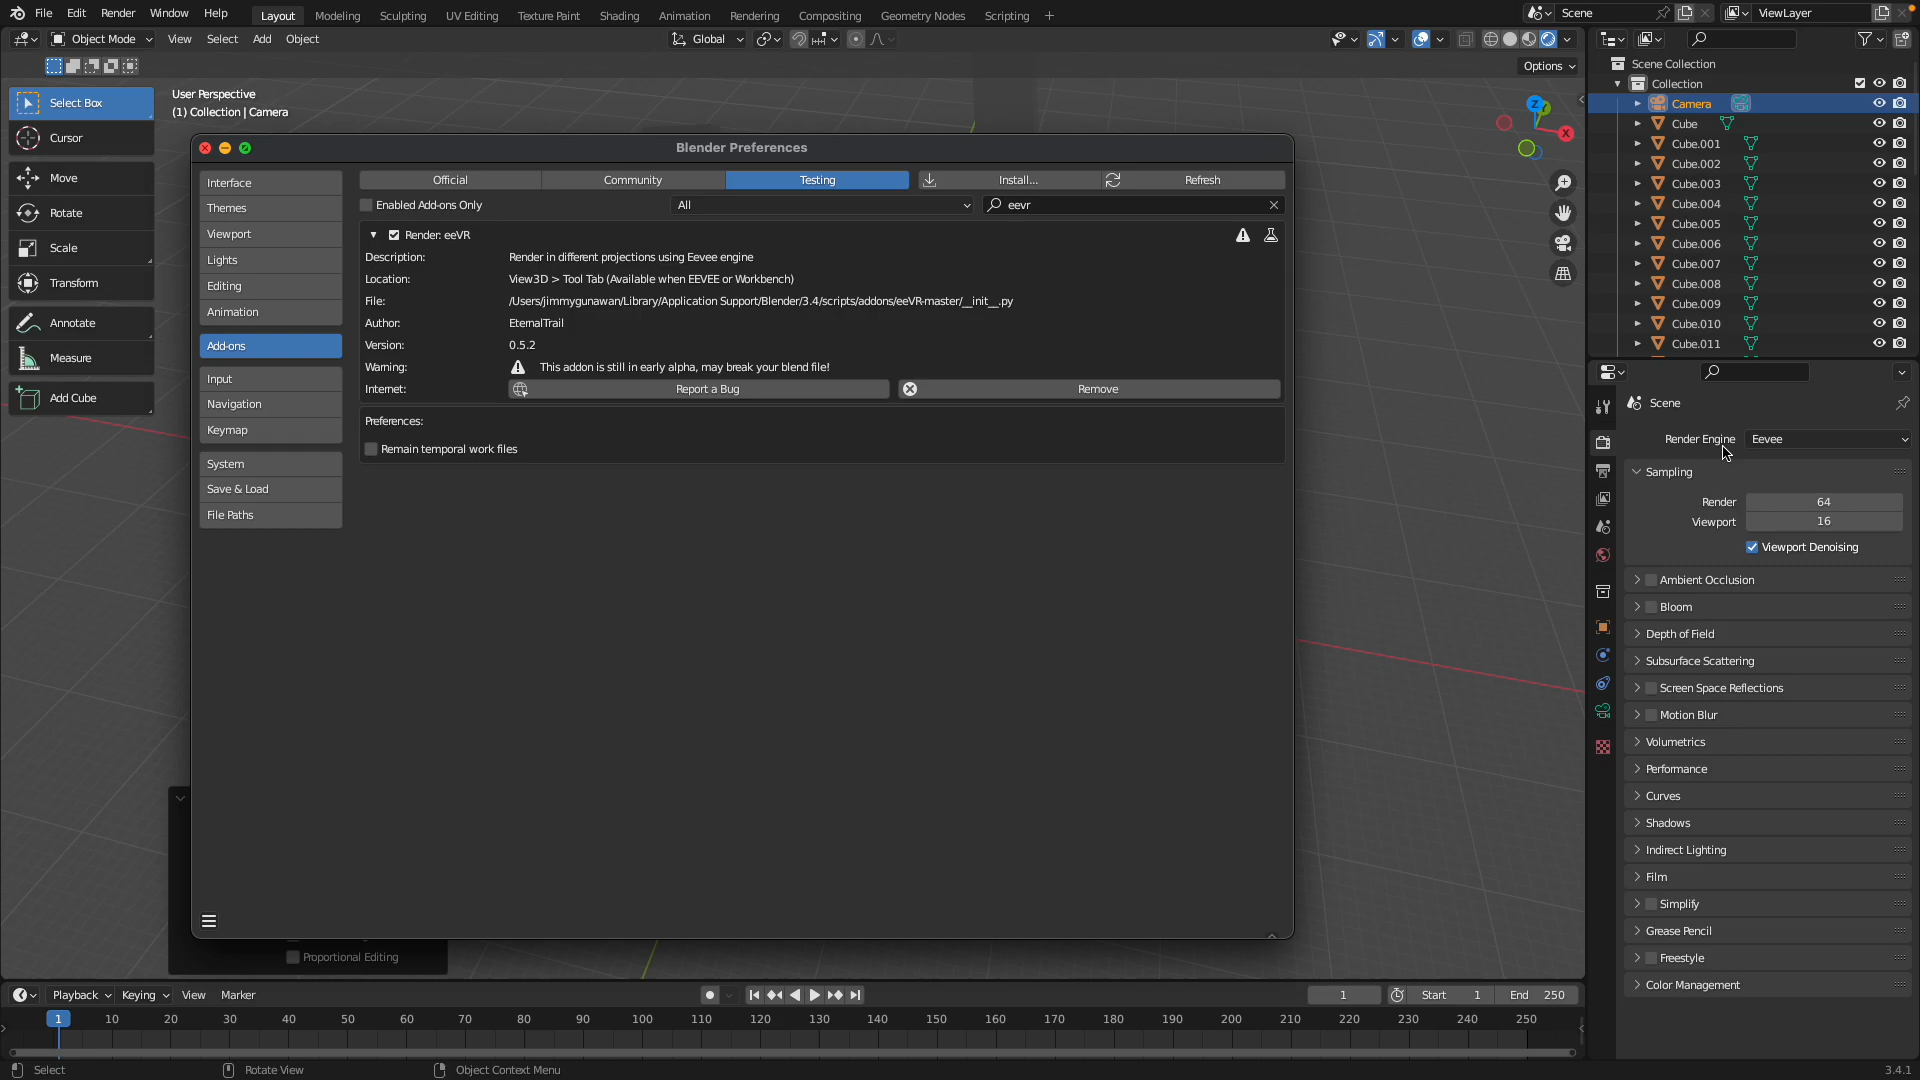 File Edit Render Window Help Layout Modeling Sculpting UV Editing Texture Paint Shading Animation Rendering Compositing Geometry Nodes Scripting + Scene ViewLayer
Object Mode View Select Add Object Global
Options
Select Box
Cursor
Move
Rotate
Scale
Transform
Annotate
Measure
Add Cube
User Perspective
(1) Collection | Camera
Z
X
Blender Preferences
Interface
Themes
Viewport
Lights
Editing
Animation
Add-ons
Input
Navigation
Keymap
System
Save & Load
File Paths
Official Community Testing Install... Refresh
Enabled Add-ons Only All eevr
Render: eeVR
Description: Render in different projections using Eevee engine
Location: View3D > Tool Tab (Available when EEVEE or Workbench)
File: /Users/jimmygunawan/Library/Application Support/Blender/3.4/scripts/addons/eeVR-master/__init__.py
Author: EternalTrail
Version: 0.5.2
Warning: This addon is still in early alpha, may break your blend file!
Internet: Report a Bug Remove
Preferences:
Remain temporal work files
Proportional Editing
Scene Collection
Collection
Camera
Cube
Cube.001
Cube.002
Cube.003
Cube.004
Cube.005
Cube.006
Cube.007
Cube.008
Cube.009
Cube.010
Cube.011
Scene
Render Engine Eevee
Sampling
Render 64
Viewport 16
Viewport Denoising
Ambient Occlusion
Bloom
Depth of Field
Subsurface Scattering
Screen Space Reflections
Motion Blur
Volumetrics
Performance
Curves
Shadows
Indirect Lighting
Film
Simplify
Grease Pencil
Freestyle
Color Management
Playback Keying View Marker 1 Start 1 End 250
1 10 20 30 40 50 60 70 80 90 100 110 120 130 140 150 160 170 180 190 200 210 220 230 240 250
Select Rotate View Object Context Menu 3.4.1